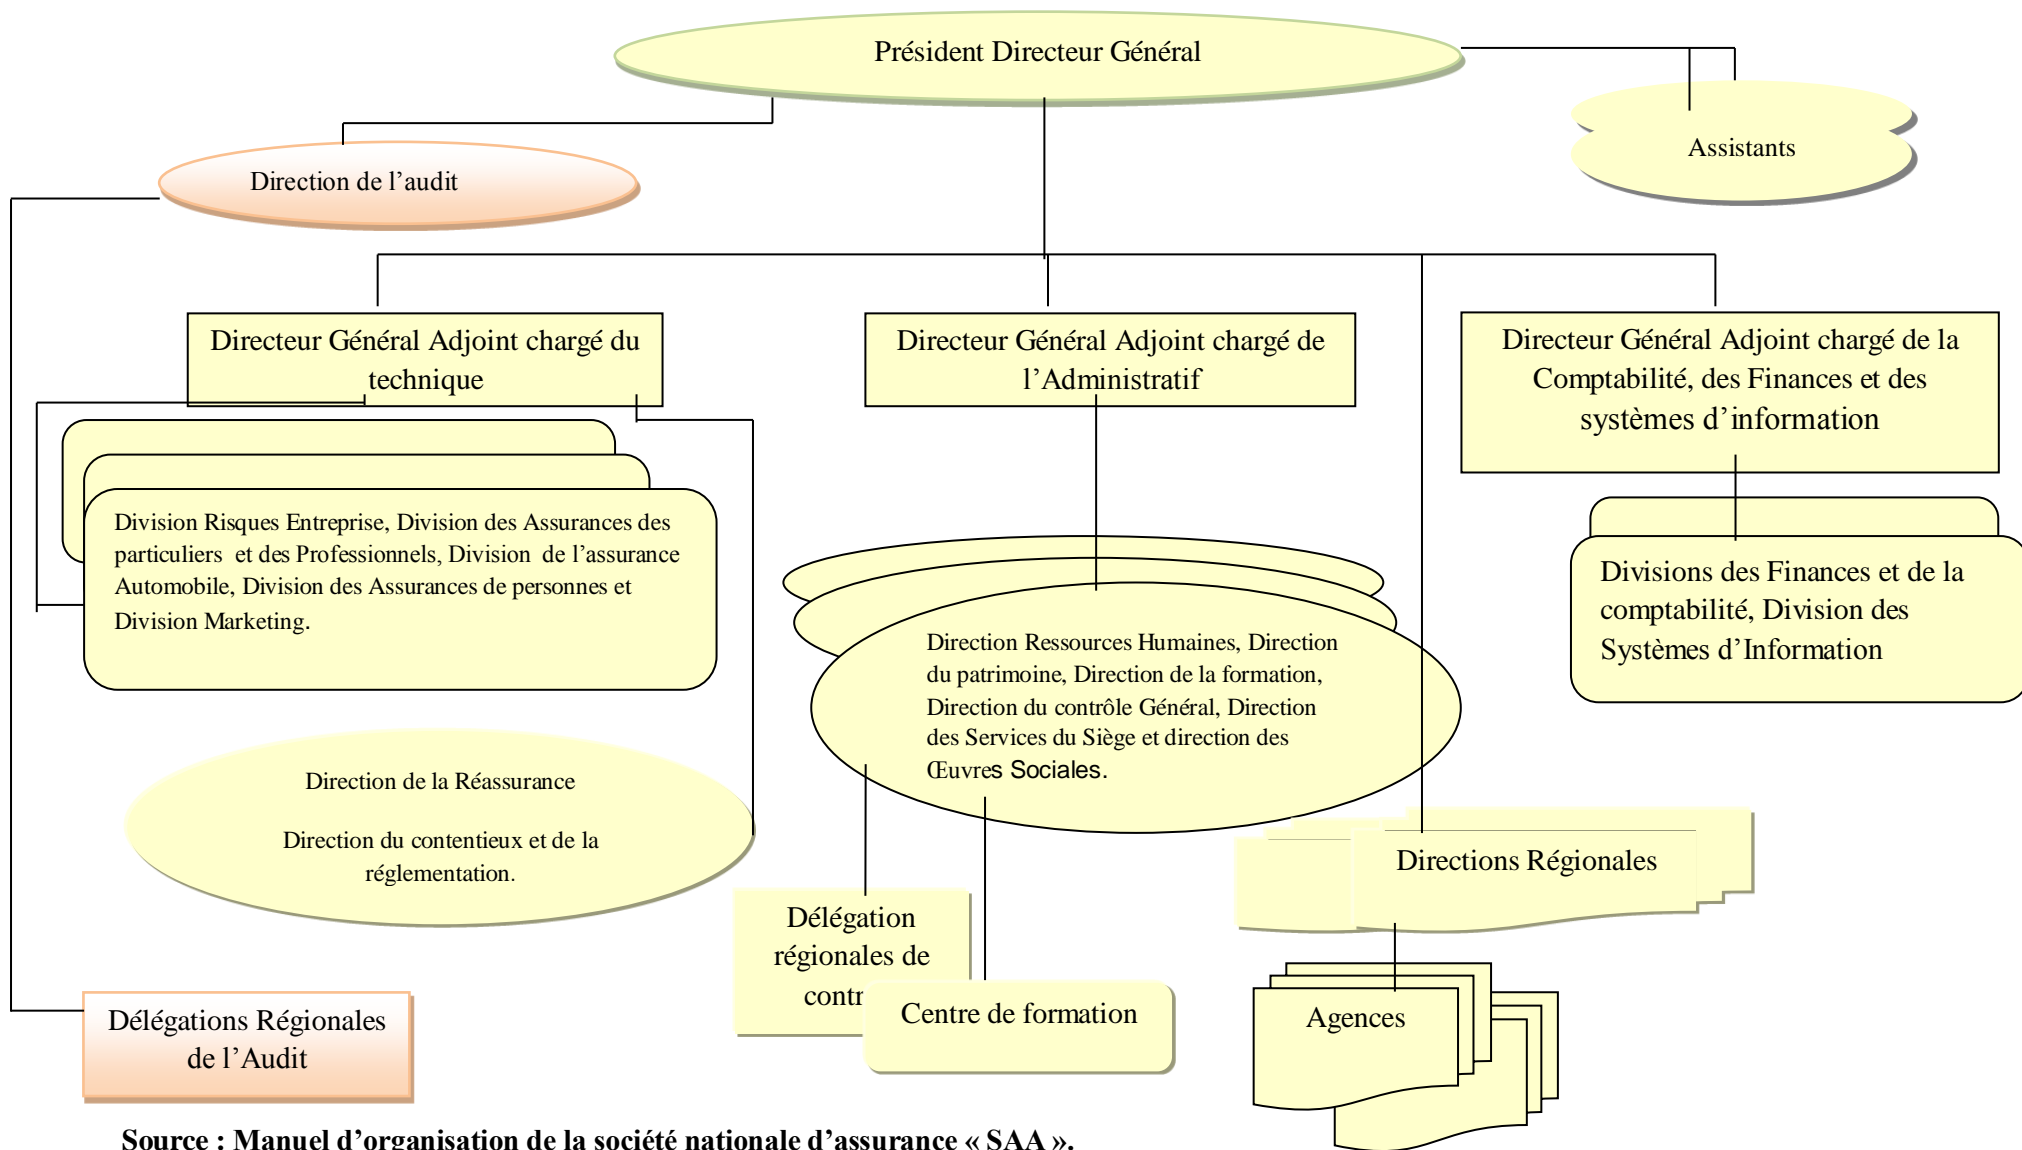 Président Directeur Général
Assistants
Direction de l’audit
Directeur Général Adjoint chargé du
technique
Directeur Général Adjoint chargé de
l’Administratif
Directeur Général Adjoint chargé de la
Comptabilité, des Finances et des
systèmes d’information
Division Risques Entreprise, Division des Assurances des
particuliers et des Professionnels, Division de l’assurance
Automobile, Division des Assurances de personnes et
Division Marketing.
Divisions des Finances et de la
comptabilité, Division des
Systèmes d’Information
Direction Ressources Humaines, Direction
du patrimoine, Direction de la formation,
Direction du contrôle Général, Direction
des Services du Siège et direction des
Œuvres Sociales.
Direction de la Réassurance
Direction du contentieux et de la
réglementation.
Directions Régionales
Délégation
régionales de
Centre de formation
Agences
Délégations Régionales
de l’Audit
Source : Manuel d’organisation de la société nationale d’assurance « SAA ».